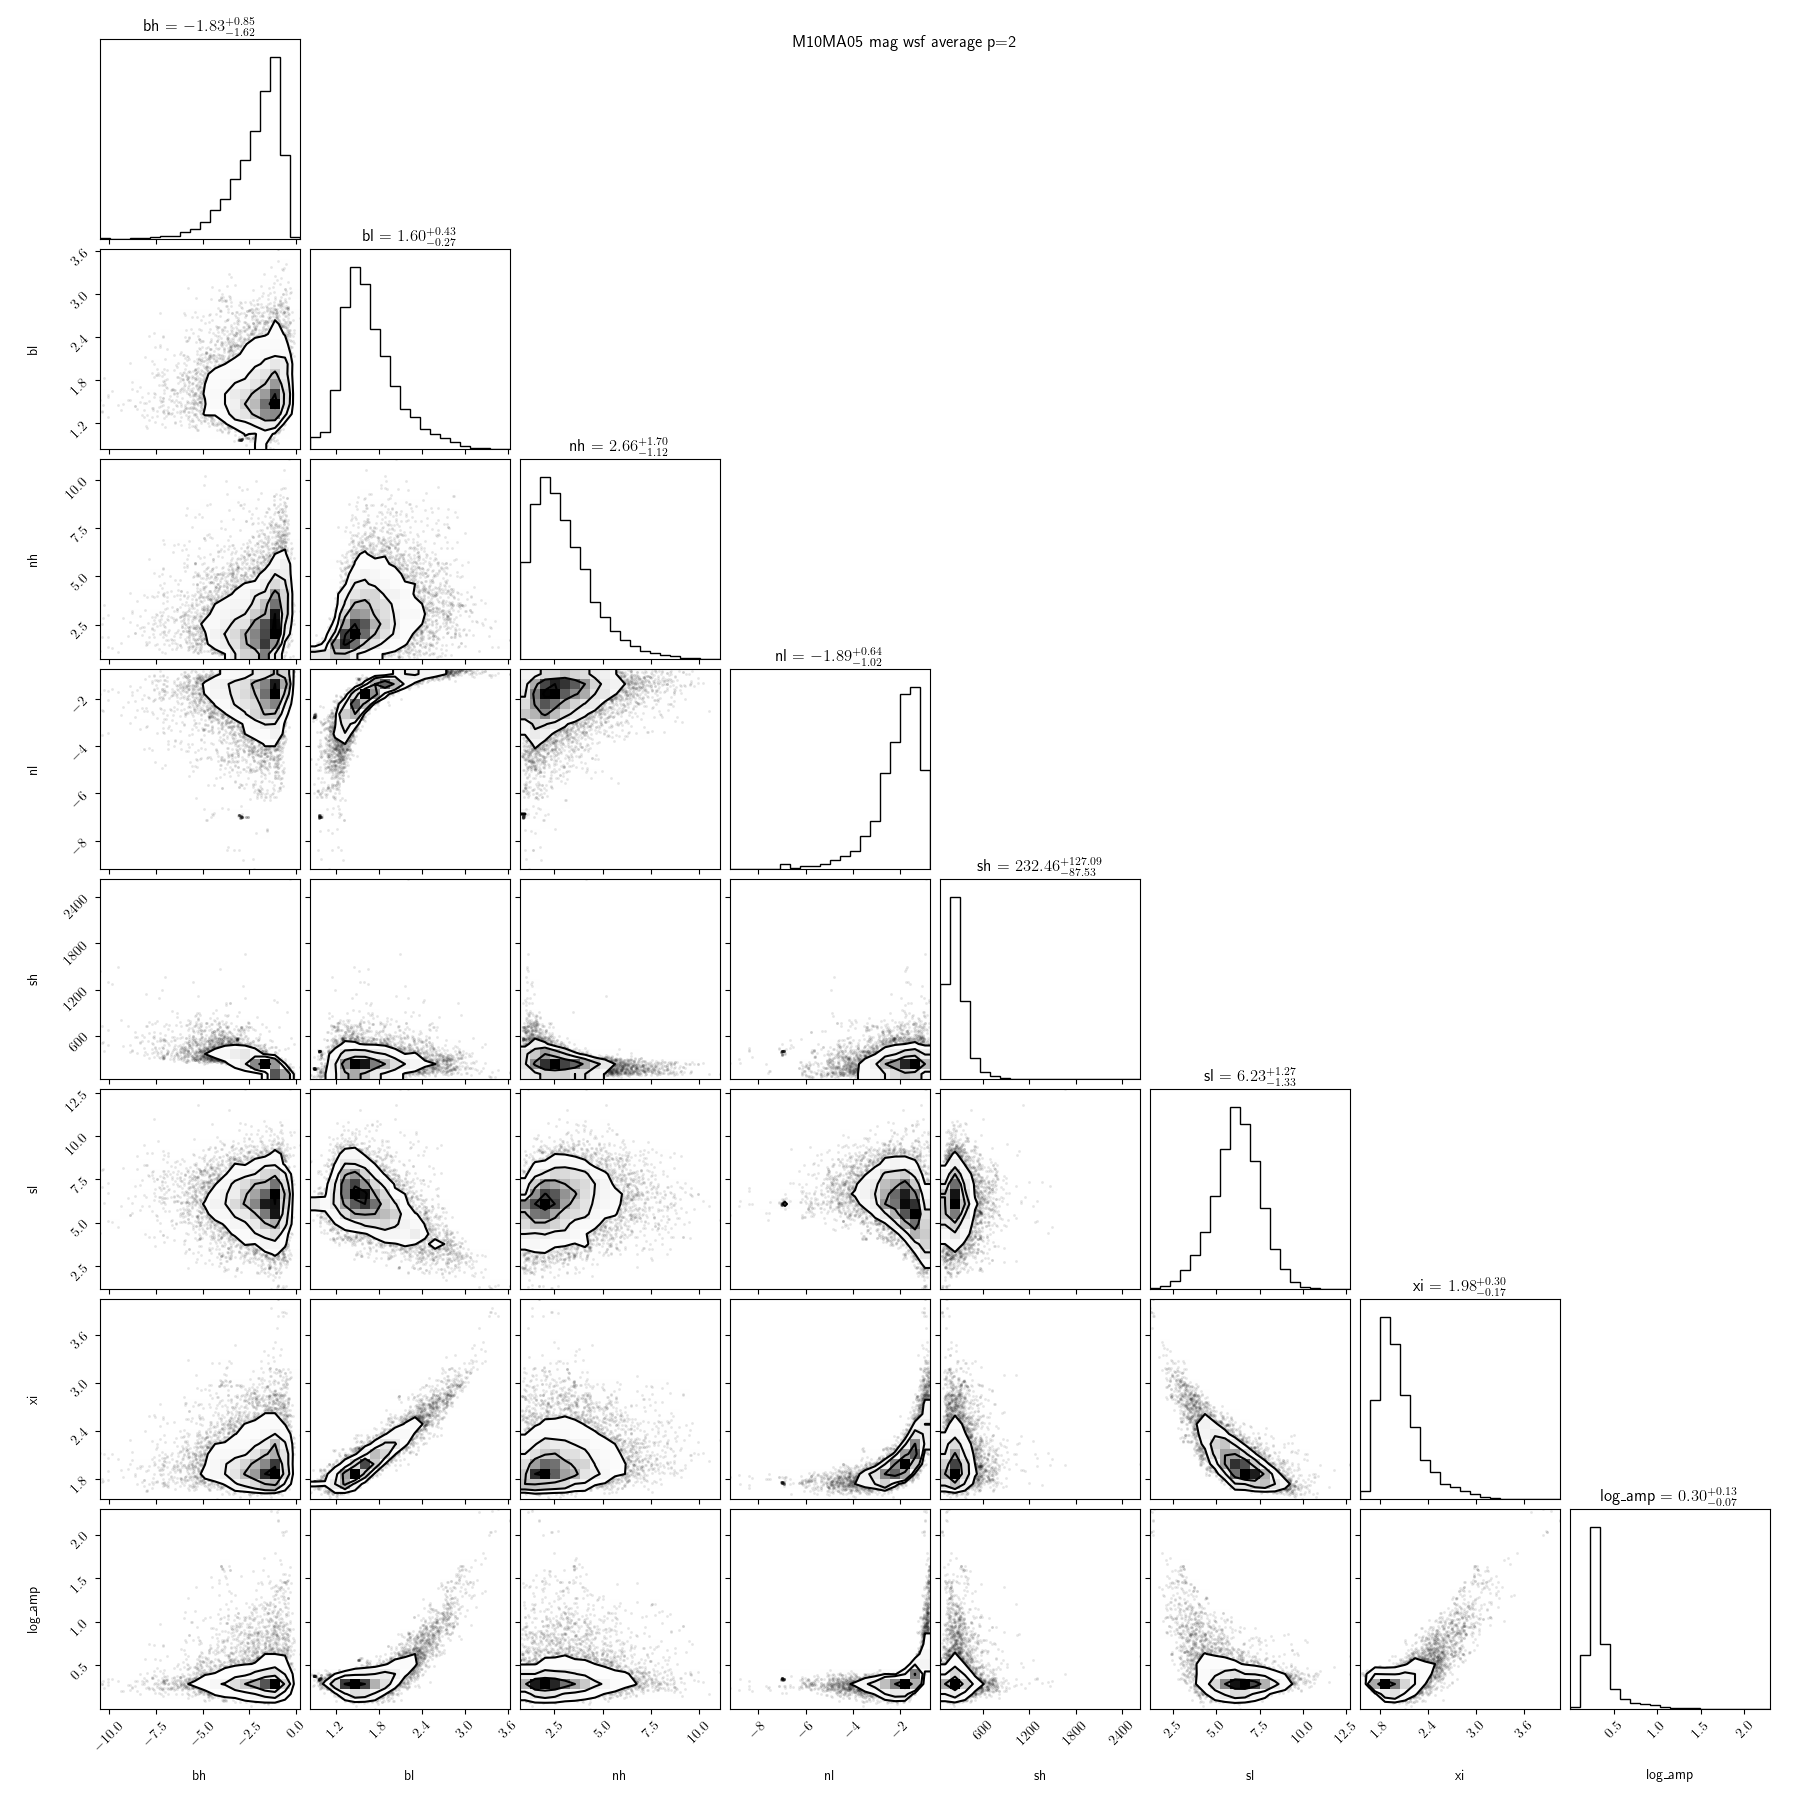 M10MA05 mag wsf average p=2
bh = −1.83+0.85 −1.62
bl = 1.60+0.43 −0.27
nh = 2.66+1.70 −1.12
nl = −1.89+0.64 −1.02
sh = 232.46+127.09 −87.53
sl = 6.23+1.27 −1.33
xi = 1.98+0.30 −0.17
log_amp = 0.30+0.13 −0.07
bl
3.6
3.0
2.4
1.8
1.2
nh
10.0
7.5
5.0
2.5
nl
−2
−4
−6
−8
sh
2400
1800
1200
600
sl
12.5
10.0
7.5
5.0
2.5
xi
3.6
3.0
2.4
1.8
log_amp
2.0
1.5
1.0
0.5
−10.0 −7.5 −5.0 −2.5 0.0
1.2 1.8 2.4 3.0 3.6
2.5 5.0 7.5 10.0
−8 −6 −4 −2
600 1200 1800 2400
2.5 5.0 7.5 10.0 12.5
1.8 2.4 3.0 3.6
0.5 1.0 1.5 2.0
bh bl nh nl sh sl xi log_amp